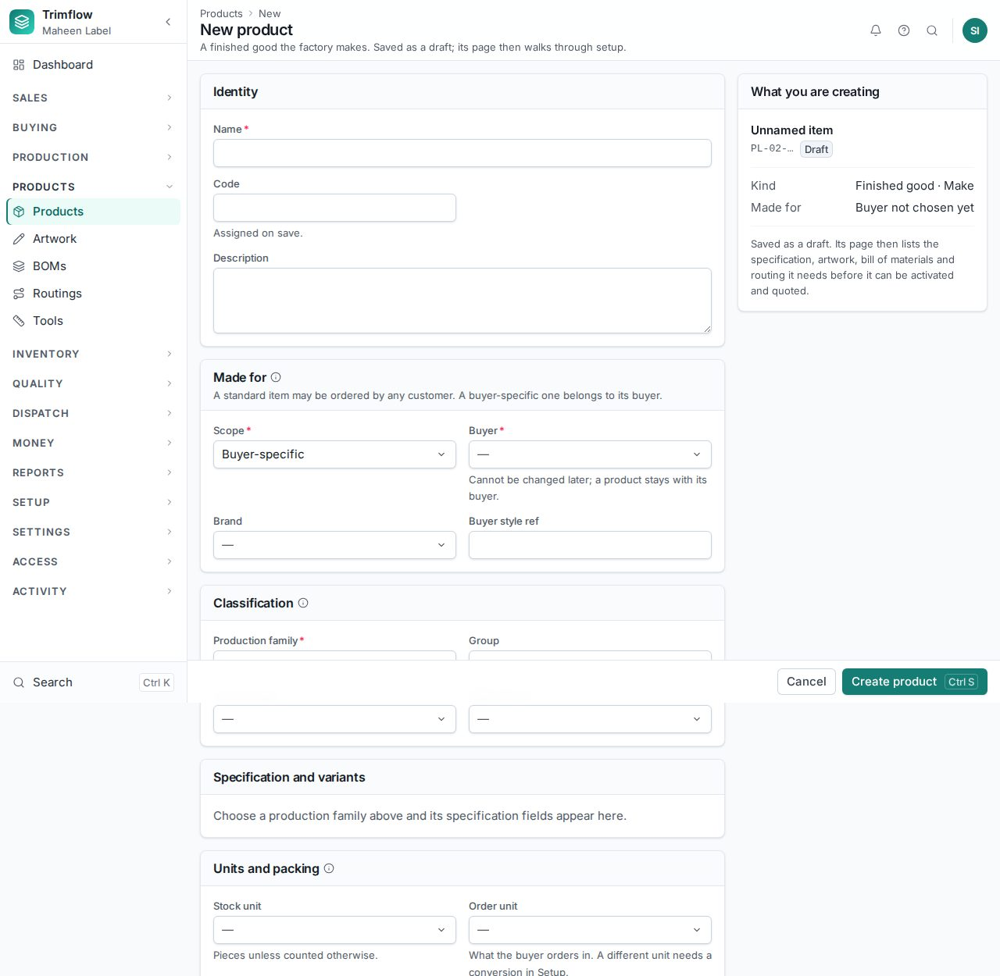 Trimflow
Maheen Label
Dashboard
SALES
BUYING
PRODUCTION
PRODUCTS
Products
Artwork
BOMs
Routings
Tools
INVENTORY
QUALITY
DISPATCH
MONEY
REPORTS
SETUP
SETTINGS
ACCESS
ACTIVITY
Search Ctrl K
Products New
New product
A finished good the factory makes. Saved as a draft; its page then walks through setup.
SI
Identity
Name *
Code
Assigned on save.
Description
Made for
A standard item may be ordered by any customer. A buyer-specific one belongs to its buyer.
Scope * Buyer *
Buyer-specific —
Cannot be changed later; a product stays with its
buyer.
Brand Buyer style ref
—
Classification
Production family * Group
Cancel Create product Ctrl S
— —
Specification and variants
Choose a production family above and its specification fields appear here.
Units and packing
Stock unit Order unit
— —
Pieces unless counted otherwise. What the buyer orders in. A different unit needs a
conversion in Setup.
What you are creating
Unnamed item
PL-02-… Draft
Kind Finished good · Make
Made for Buyer not chosen yet
Saved as a draft. Its page then lists the
specification, artwork, bill of materials and
routing it needs before it can be activated
and quoted.